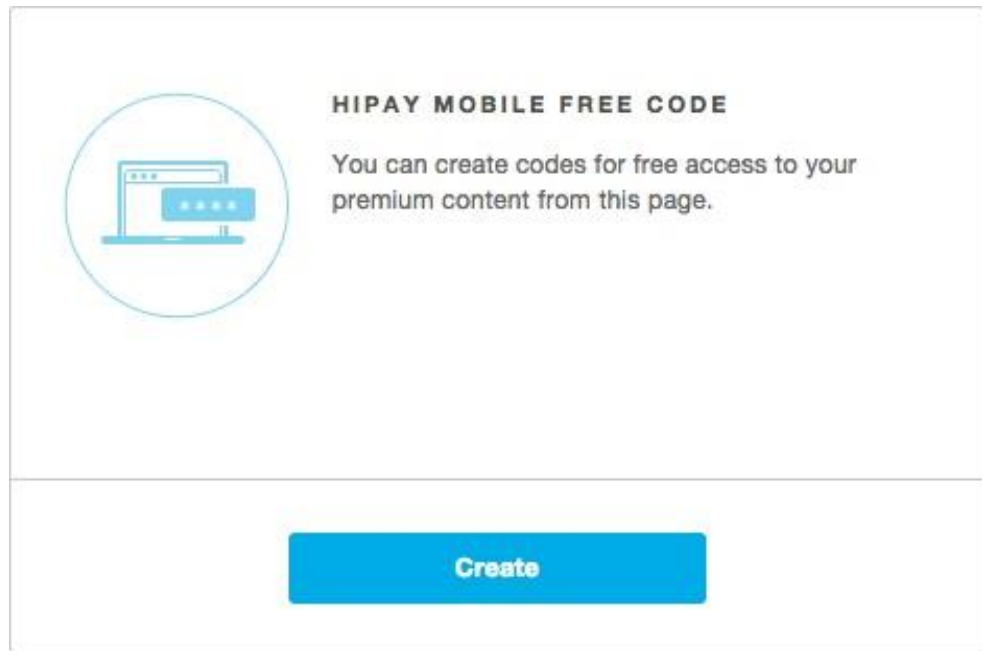 HIPAY MOBILE FREE CODE
You can create codes for free access to your
premium content from this page.
Create